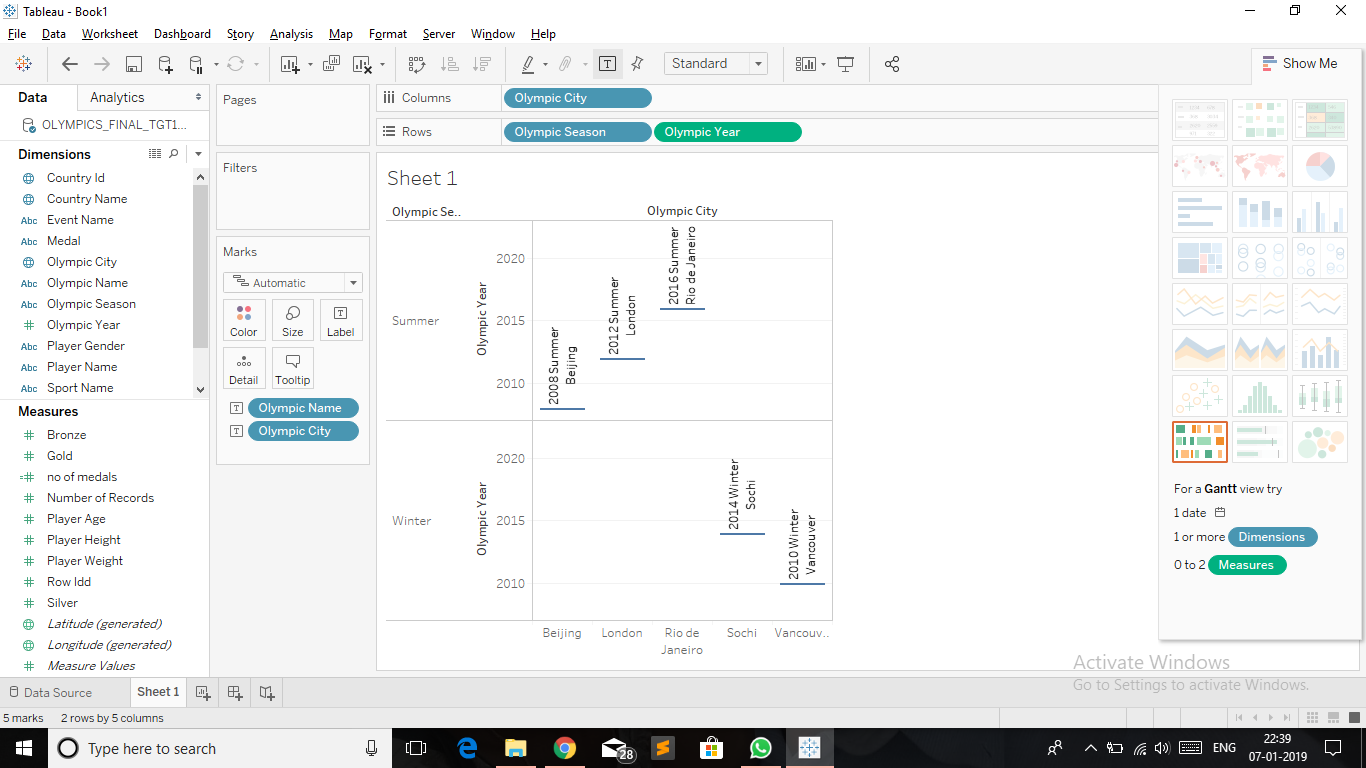 Tableau - Book1
File Data Worksheet Dashboard Story Analysis Map Format Server Window Help
Standard
Show Me
Data Analytics
OLYMPICS_FINAL_TGT1...
Dimensions
Country Id
Country Name
Abc Event Name
Abc Medal
Olympic City
Abc Olympic Name
Abc Olympic Season
# Olympic Year
Abc Player Gender
Abc Player Name
Abc Sport Name
Measures
# Bronze
# Gold
=# no of medals
# Number of Records
# Player Age
# Player Height
# Player Weight
# Row Idd
# Silver
Latitude (generated)
Longitude (generated)
# Measure Values
Pages
Filters
Marks
Automatic
Color Size Label
Detail Tooltip
Olympic Name
Olympic City
Columns Olympic City
Rows Olympic Season Olympic Year
Sheet 1
Olympic Se.. Olympic City
Summer
Olympic Year
2020
2015
2010
2008 Summer
Beijing
2012 Summer
London
2016 Summer
Rio de Janeiro
Winter
Olympic Year
2020
2015
2010
2014 Winter
Sochi
2010 Winter
Vancouver
Beijing London Rio de Sochi Vancouv..
Janeiro
For a Gantt view try
1 date
1 or more Dimensions
0 to 2 Measures
Activate Windows
Go to Settings to activate Windows.
Data Source Sheet 1
5 marks 2 rows by 5 columns
Type here to search
28
ENG
22:39
07-01-2019